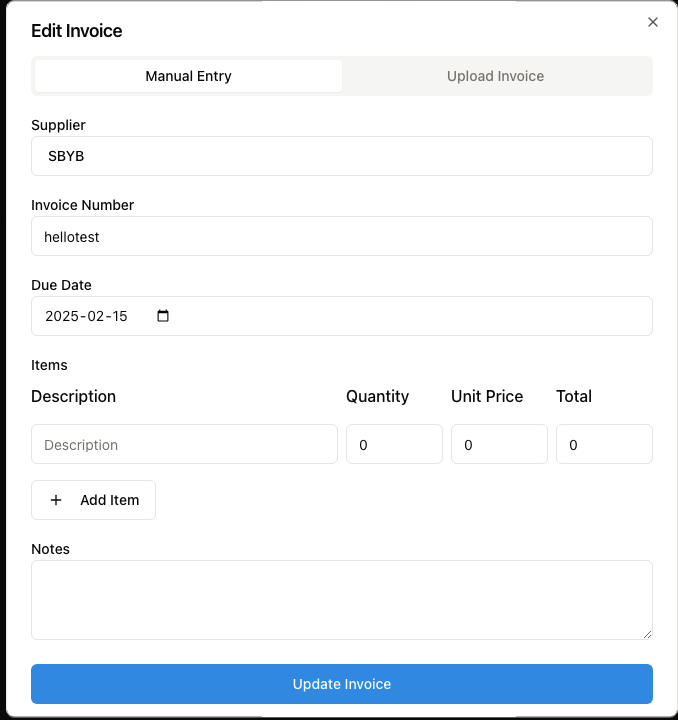 Edit Invoice
Manual Entry Upload Invoice
Supplier
SBYB
Invoice Number
hellotest
Due Date
2025-02-15
Items
Description Quantity Unit Price Total
Description 0 0 0
+ Add Item
Notes
Update Invoice